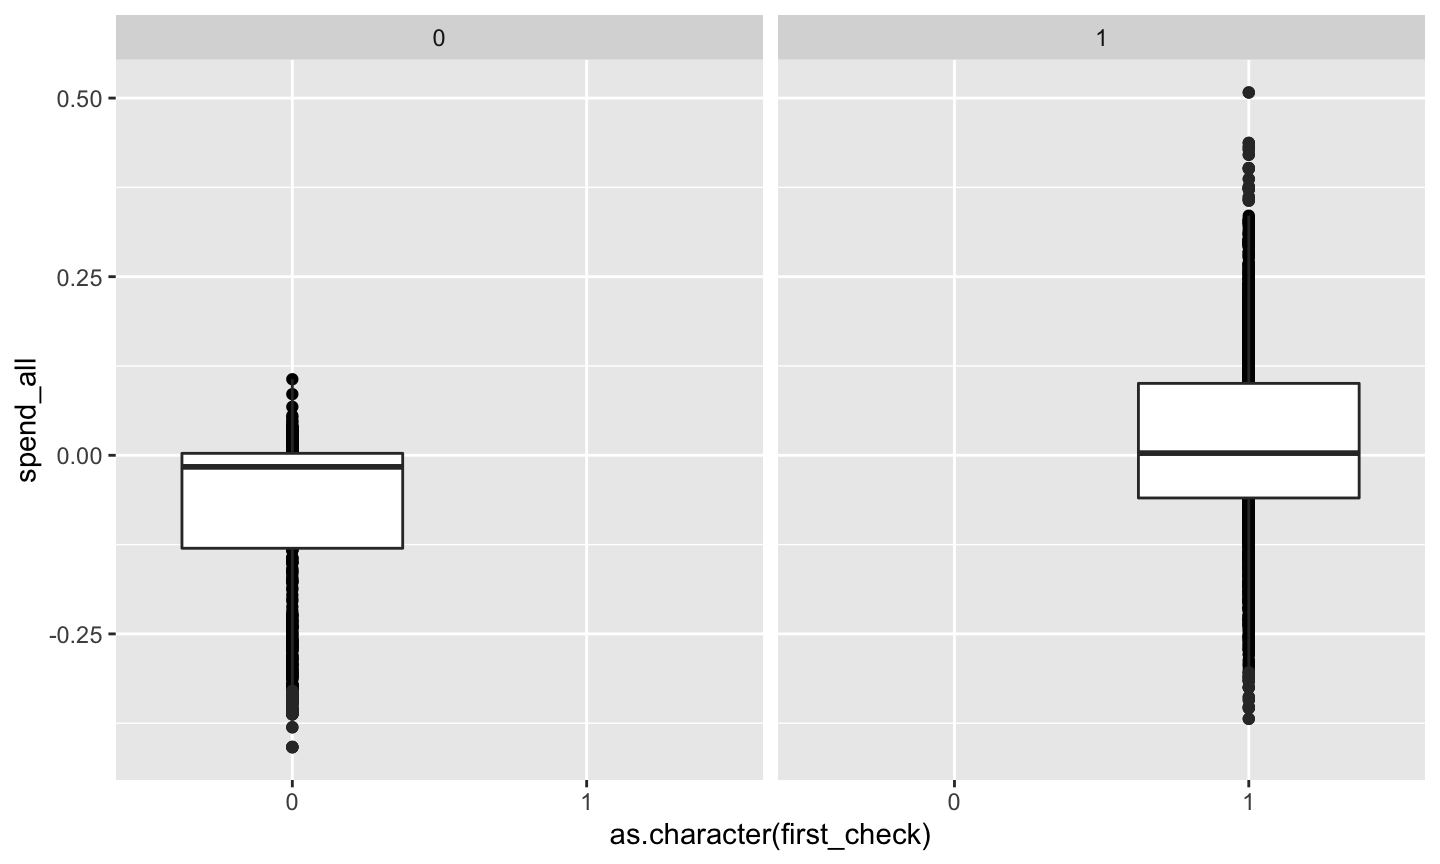 0
1
0.50
0.25
0.00
-0.25
spend_all
0 1 0 1
as.character(first_check)